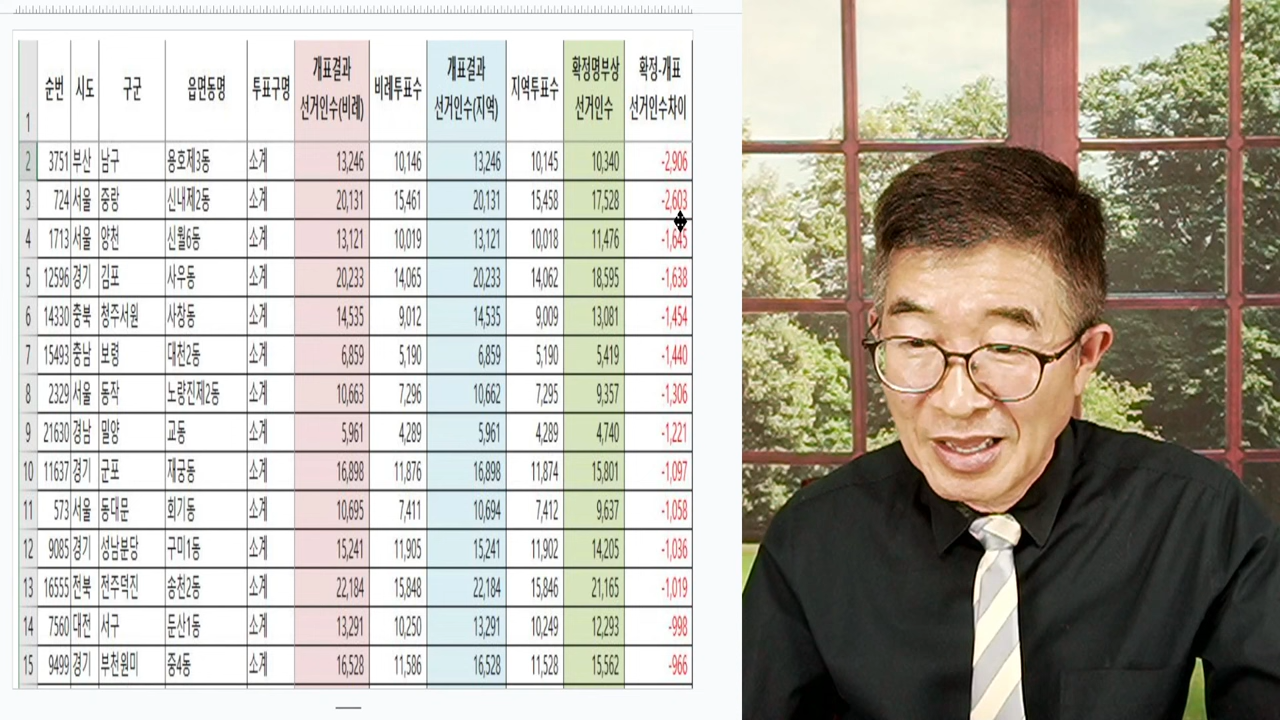 1 순번 시도 구군 읍면동명 투표구명 개표결과 선거인수(비례) 비례투표수 개표결과 선거인수(지역) 지역투표수 확정명부상 선거인수 확정-개표 선거인수차이
2 3751 부산 남구 용호제3동 소계 13,246 10,146 13,246 10,145 10,340 -2,906
3 724 서울 중랑 신내제2동 소계 20,131 15,461 20,131 15,458 17,528 -2,603
4 1713 서울 양천 신월6동 소계 13,121 10,019 13,121 10,018 11,476 -1,645
5 12596 경기 김포 사우동 소계 20,233 14,065 20,233 14,062 18,595 -1,638
6 14330 충북 청주서원 사창동 소계 14,535 9,012 14,535 9,009 13,081 -1,454
7 15493 충남 보령 대천2동 소계 6,859 5,190 6,859 5,190 5,419 -1,440
8 2329 서울 동작 노량진제2동 소계 10,663 7,296 10,662 7,295 9,357 -1,306
9 21630 경남 밀양 교동 소계 5,961 4,289 5,961 4,289 4,740 -1,221
10 11637 경기 군포 재궁동 소계 16,898 11,876 16,898 11,874 15,801 -1,097
11 573 서울 동대문 회기동 소계 10,695 7,411 10,694 7,412 9,637 -1,058
12 9085 경기 성남분당 구미1동 소계 15,241 11,905 15,241 11,902 14,205 -1,036
13 16555 전북 전주덕진 송천2동 소계 22,184 15,848 22,184 15,846 21,165 -1,019
14 7560 대전 서구 둔산1동 소계 13,291 10,250 13,291 10,249 12,293 -998
15 9499 경기 부천원미 중4동 소계 16,528 11,586 16,528 11,528 15,562 -966